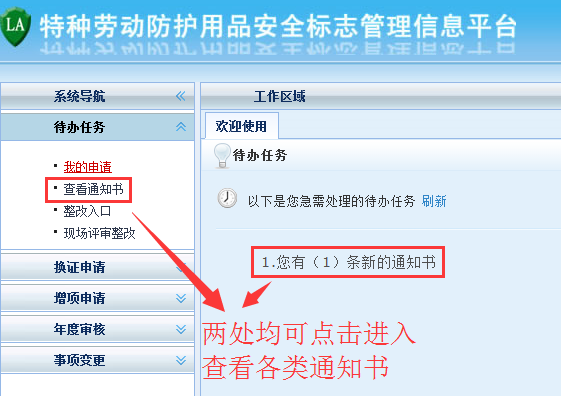 LA
特种劳动防护用品安全标志管理信息平台
系统导航
工作区域
待办任务
欢迎使用
待办任务
我的申请
查看通知书
整改入口
现场评审整改
以下是您急需处理的待办任务 刷新
1.您有（1）条新的通知书
换证申请
增项申请
年度审核
事项变更
两处均可点击进入
查看各类通知书